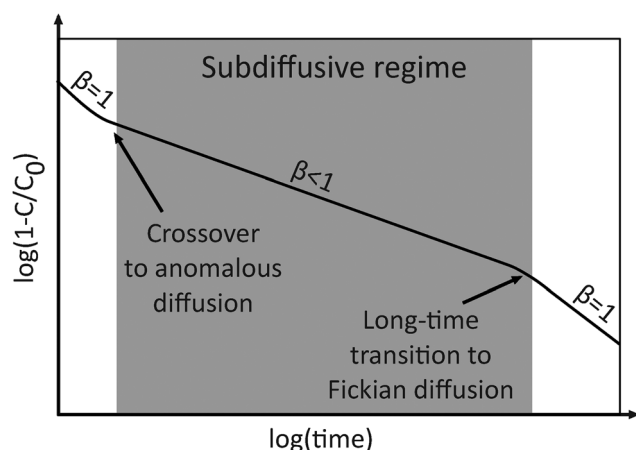 Subdiffusive regime
β=1
β<1
Crossover
to anomalous
diffusion
Long-time
transition to
Fickian diffusion
β=1
log(1-C/C₀)
log(time)